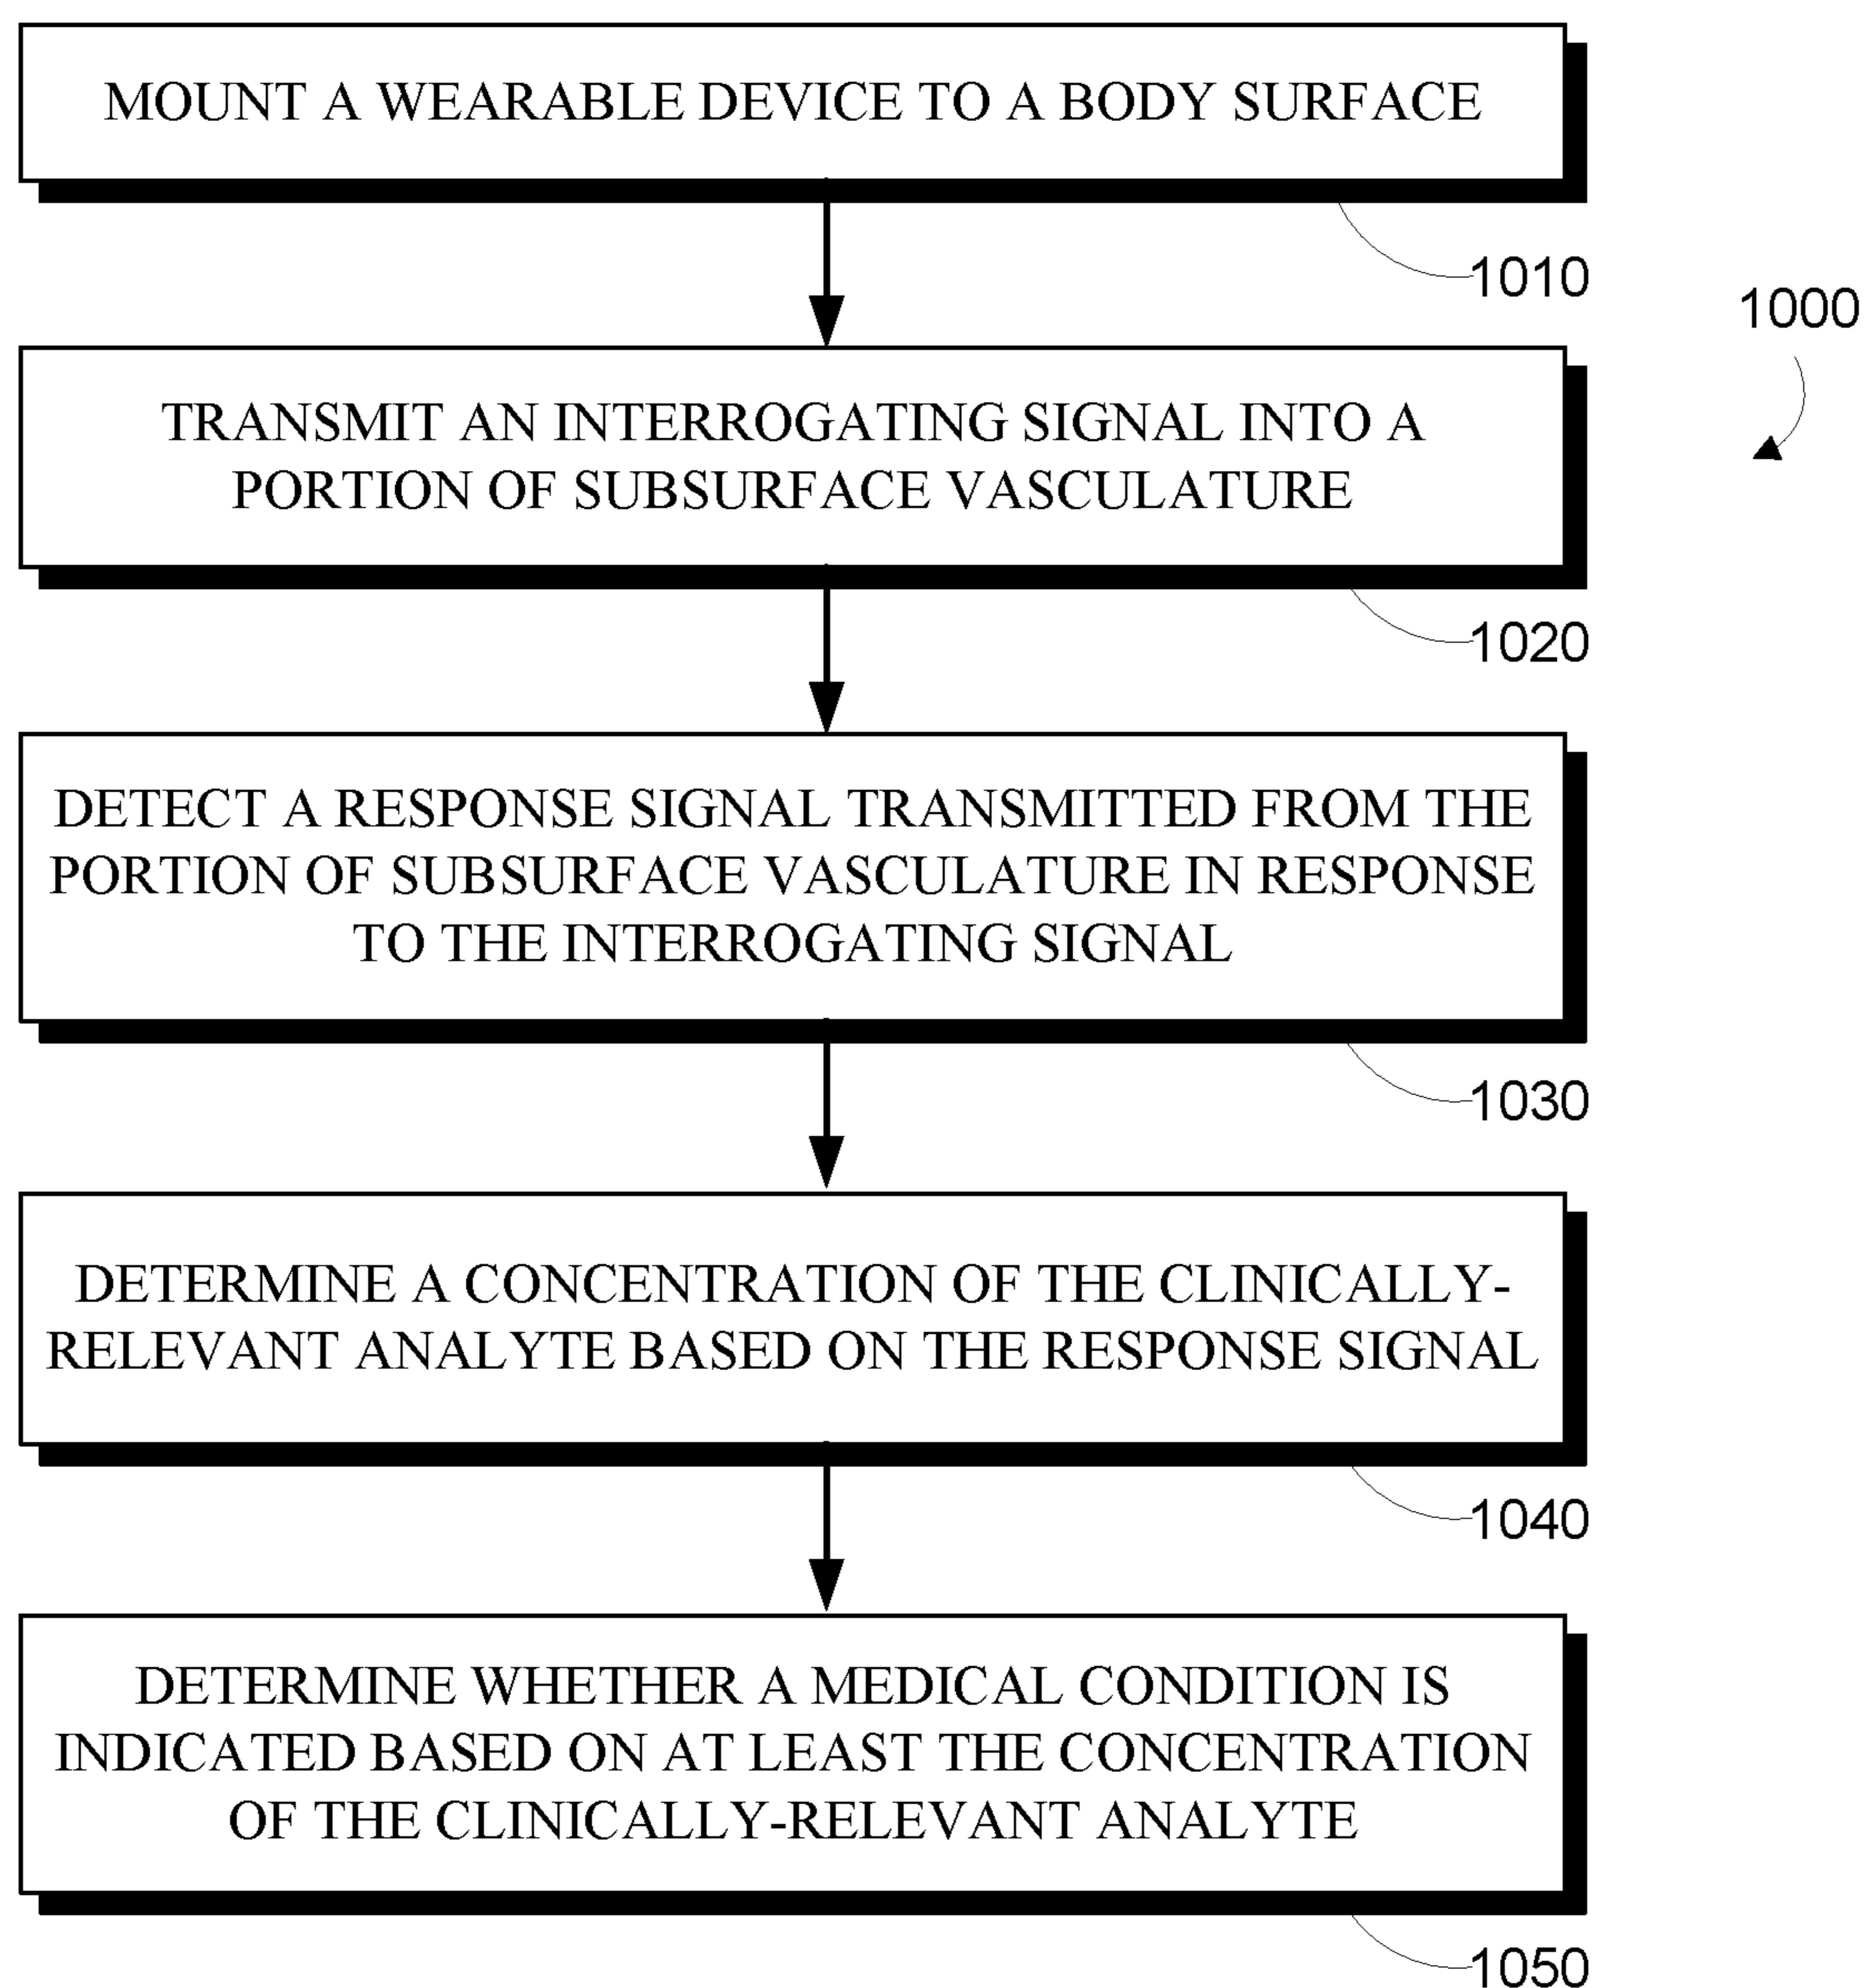 MOUNT A WEARABLE DEVICE TO A BODY SURFACE
1010
1000
TRANSMIT AN INTERROGATING SIGNAL INTO A
PORTION OF SUBSURFACE VASCULATURE
1020
DETECT A RESPONSE SIGNAL TRANSMITTED FROM THE
PORTION OF SUBSURFACE VASCULATURE IN RESPONSE
TO THE INTERROGATING SIGNAL
1030
DETERMINE A CONCENTRATION OF THE CLINICALLY-
RELEVANT ANALYTE BASED ON THE RESPONSE SIGNAL
1040
DETERMINE WHETHER A MEDICAL CONDITION IS
INDICATED BASED ON AT LEAST THE CONCENTRATION
OF THE CLINICALLY-RELEVANT ANALYTE
1050